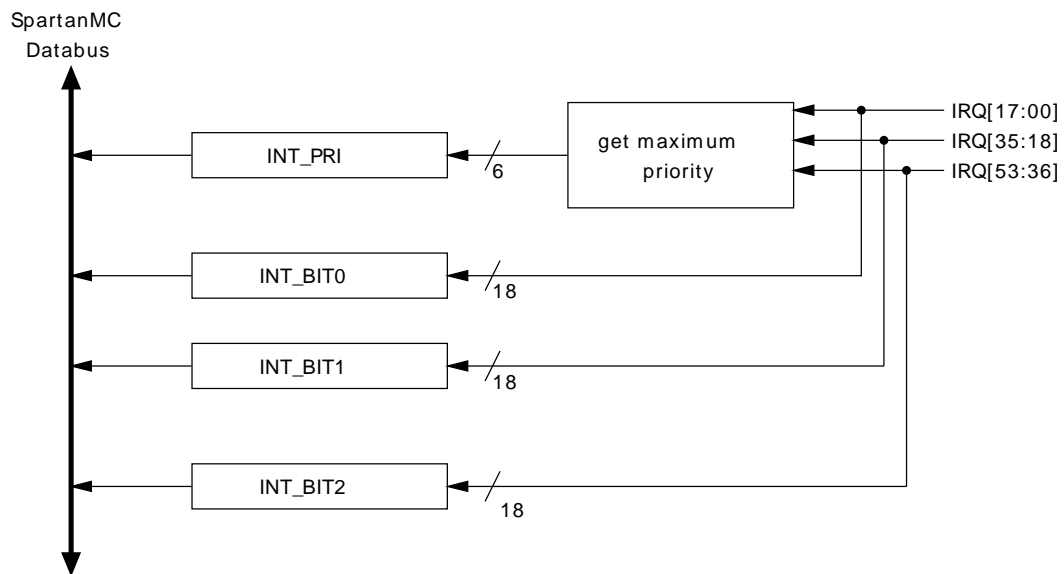 SpartanMC
Databus
IRQ[17:00]
get maximum
IRQ[35:18]
INT_PRI
priority
IRQ[53:36]
6
INT_BIT0
18
INT_BIT1
18
INT_BIT2
18